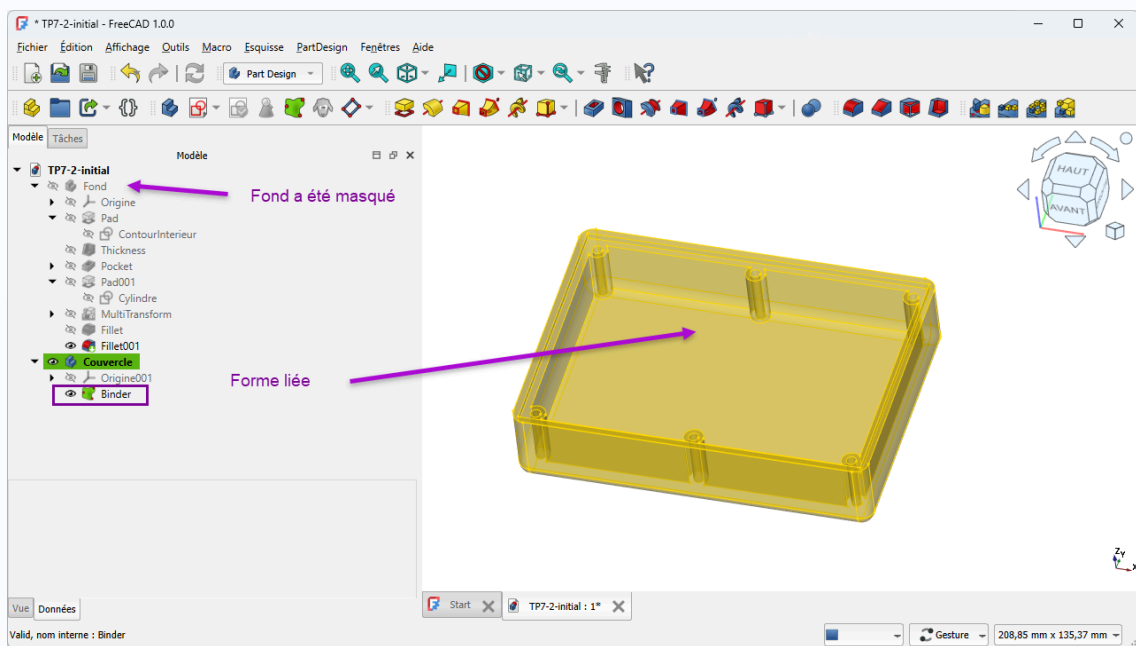 * TP7-2-initial - FreeCAD 1.0.0
Fichier Édition Affichage Outils Macro Esquisse PartDesign Fenêtres Aide
Part Design
Modèle Tâches
Modèle
TP7-2-initial
Fond
Origine
Pad
ContourInterieur
Thickness
Pocket
Pad001
Cylindre
MultiTransform
Fillet
Fillet001
Couvercle
Origine001
Binder
Fond a été masqué
Forme liée
HAUT
AVANT
Z Y
X
Vue Données
Start TP7-2-initial : 1*
Valid, nom interne : Binder
Gesture 208,85 mm x 135,37 mm